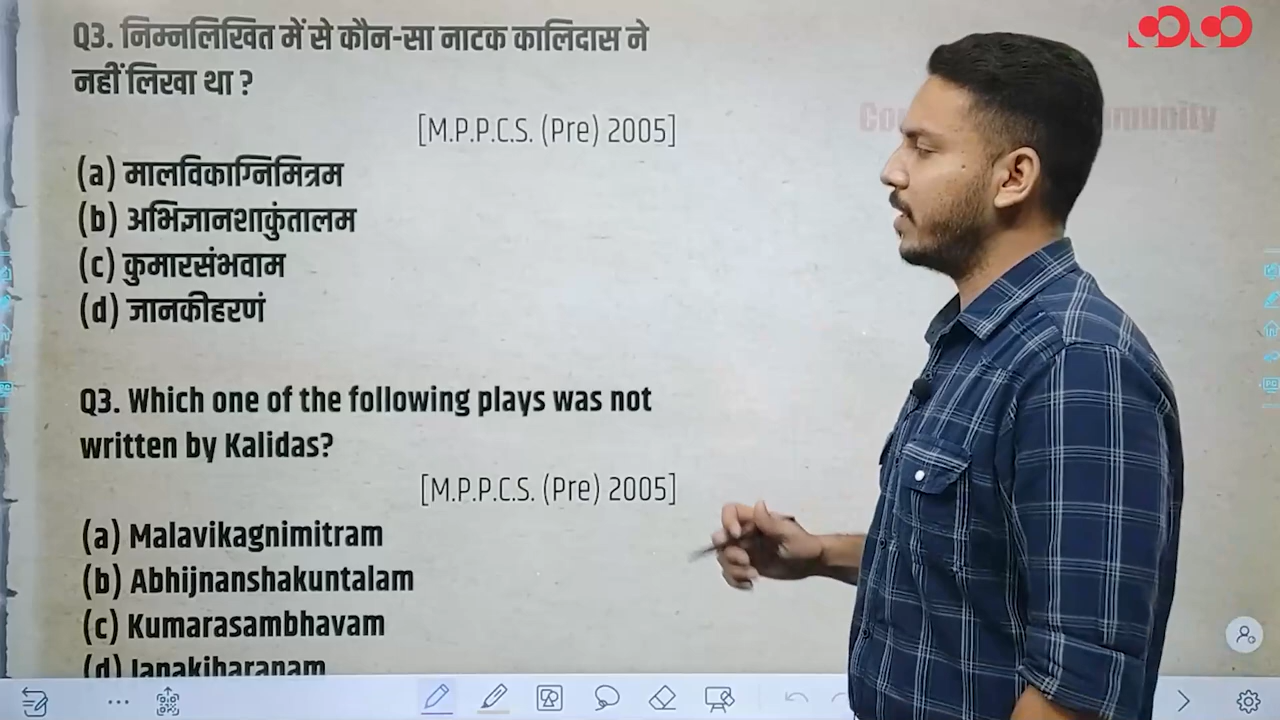 Q3. निम्नलिखित में से कौन-सा नाटक कालिदास ने
नहीं लिखा था ?
[M.P.P.C.S. (Pre) 2005]
(a) मालविकाग्निमित्रम
(b) अभिज्ञानशाकुंतालम
(c) कुमारसंभवाम
(d) जानकीहरणं
Q3. Which one of the following plays was not
written by Kalidas?
[M.P.P.C.S. (Pre) 2005]
(a) Malavikagnimitram
(b) Abhijnanshakuntalam
(c) Kumarasambhavam
(d) Janakiharanam